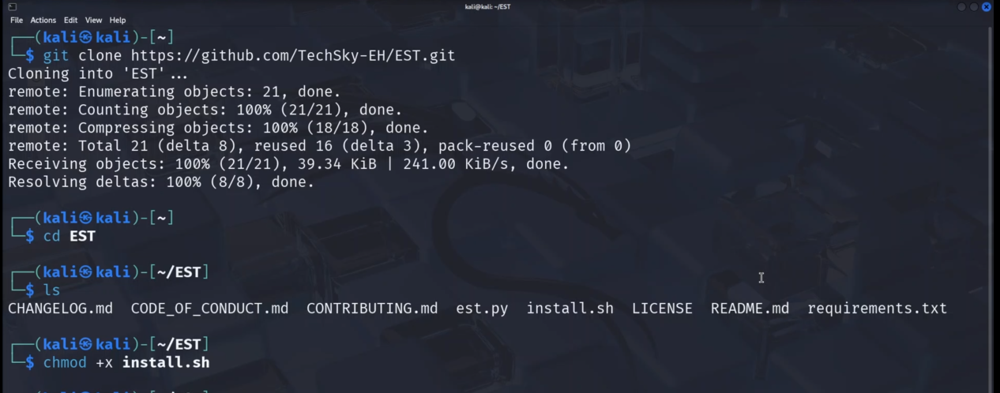 kali@kali: ~/EST
File Actions Edit View Help
┌──(kali㉿kali)-[~]
└─$ git clone https://github.com/TechSky-EH/EST.git
Cloning into 'EST'...
remote: Enumerating objects: 21, done.
remote: Counting objects: 100% (21/21), done.
remote: Compressing objects: 100% (18/18), done.
remote: Total 21 (delta 8), reused 16 (delta 3), pack-reused 0 (from 0)
Receiving objects: 100% (21/21), 39.34 KiB | 241.00 KiB/s, done.
Resolving deltas: 100% (8/8), done.
┌──(kali㉿kali)-[~]
└─$ cd EST
┌──(kali㉿kali)-[~/EST]
└─$ ls
CHANGELOG.md CODE_OF_CONDUCT.md CONTRIBUTING.md est.py install.sh LICENSE README.md requirements.txt
┌──(kali㉿kali)-[~/EST]
└─$ chmod +x install.sh